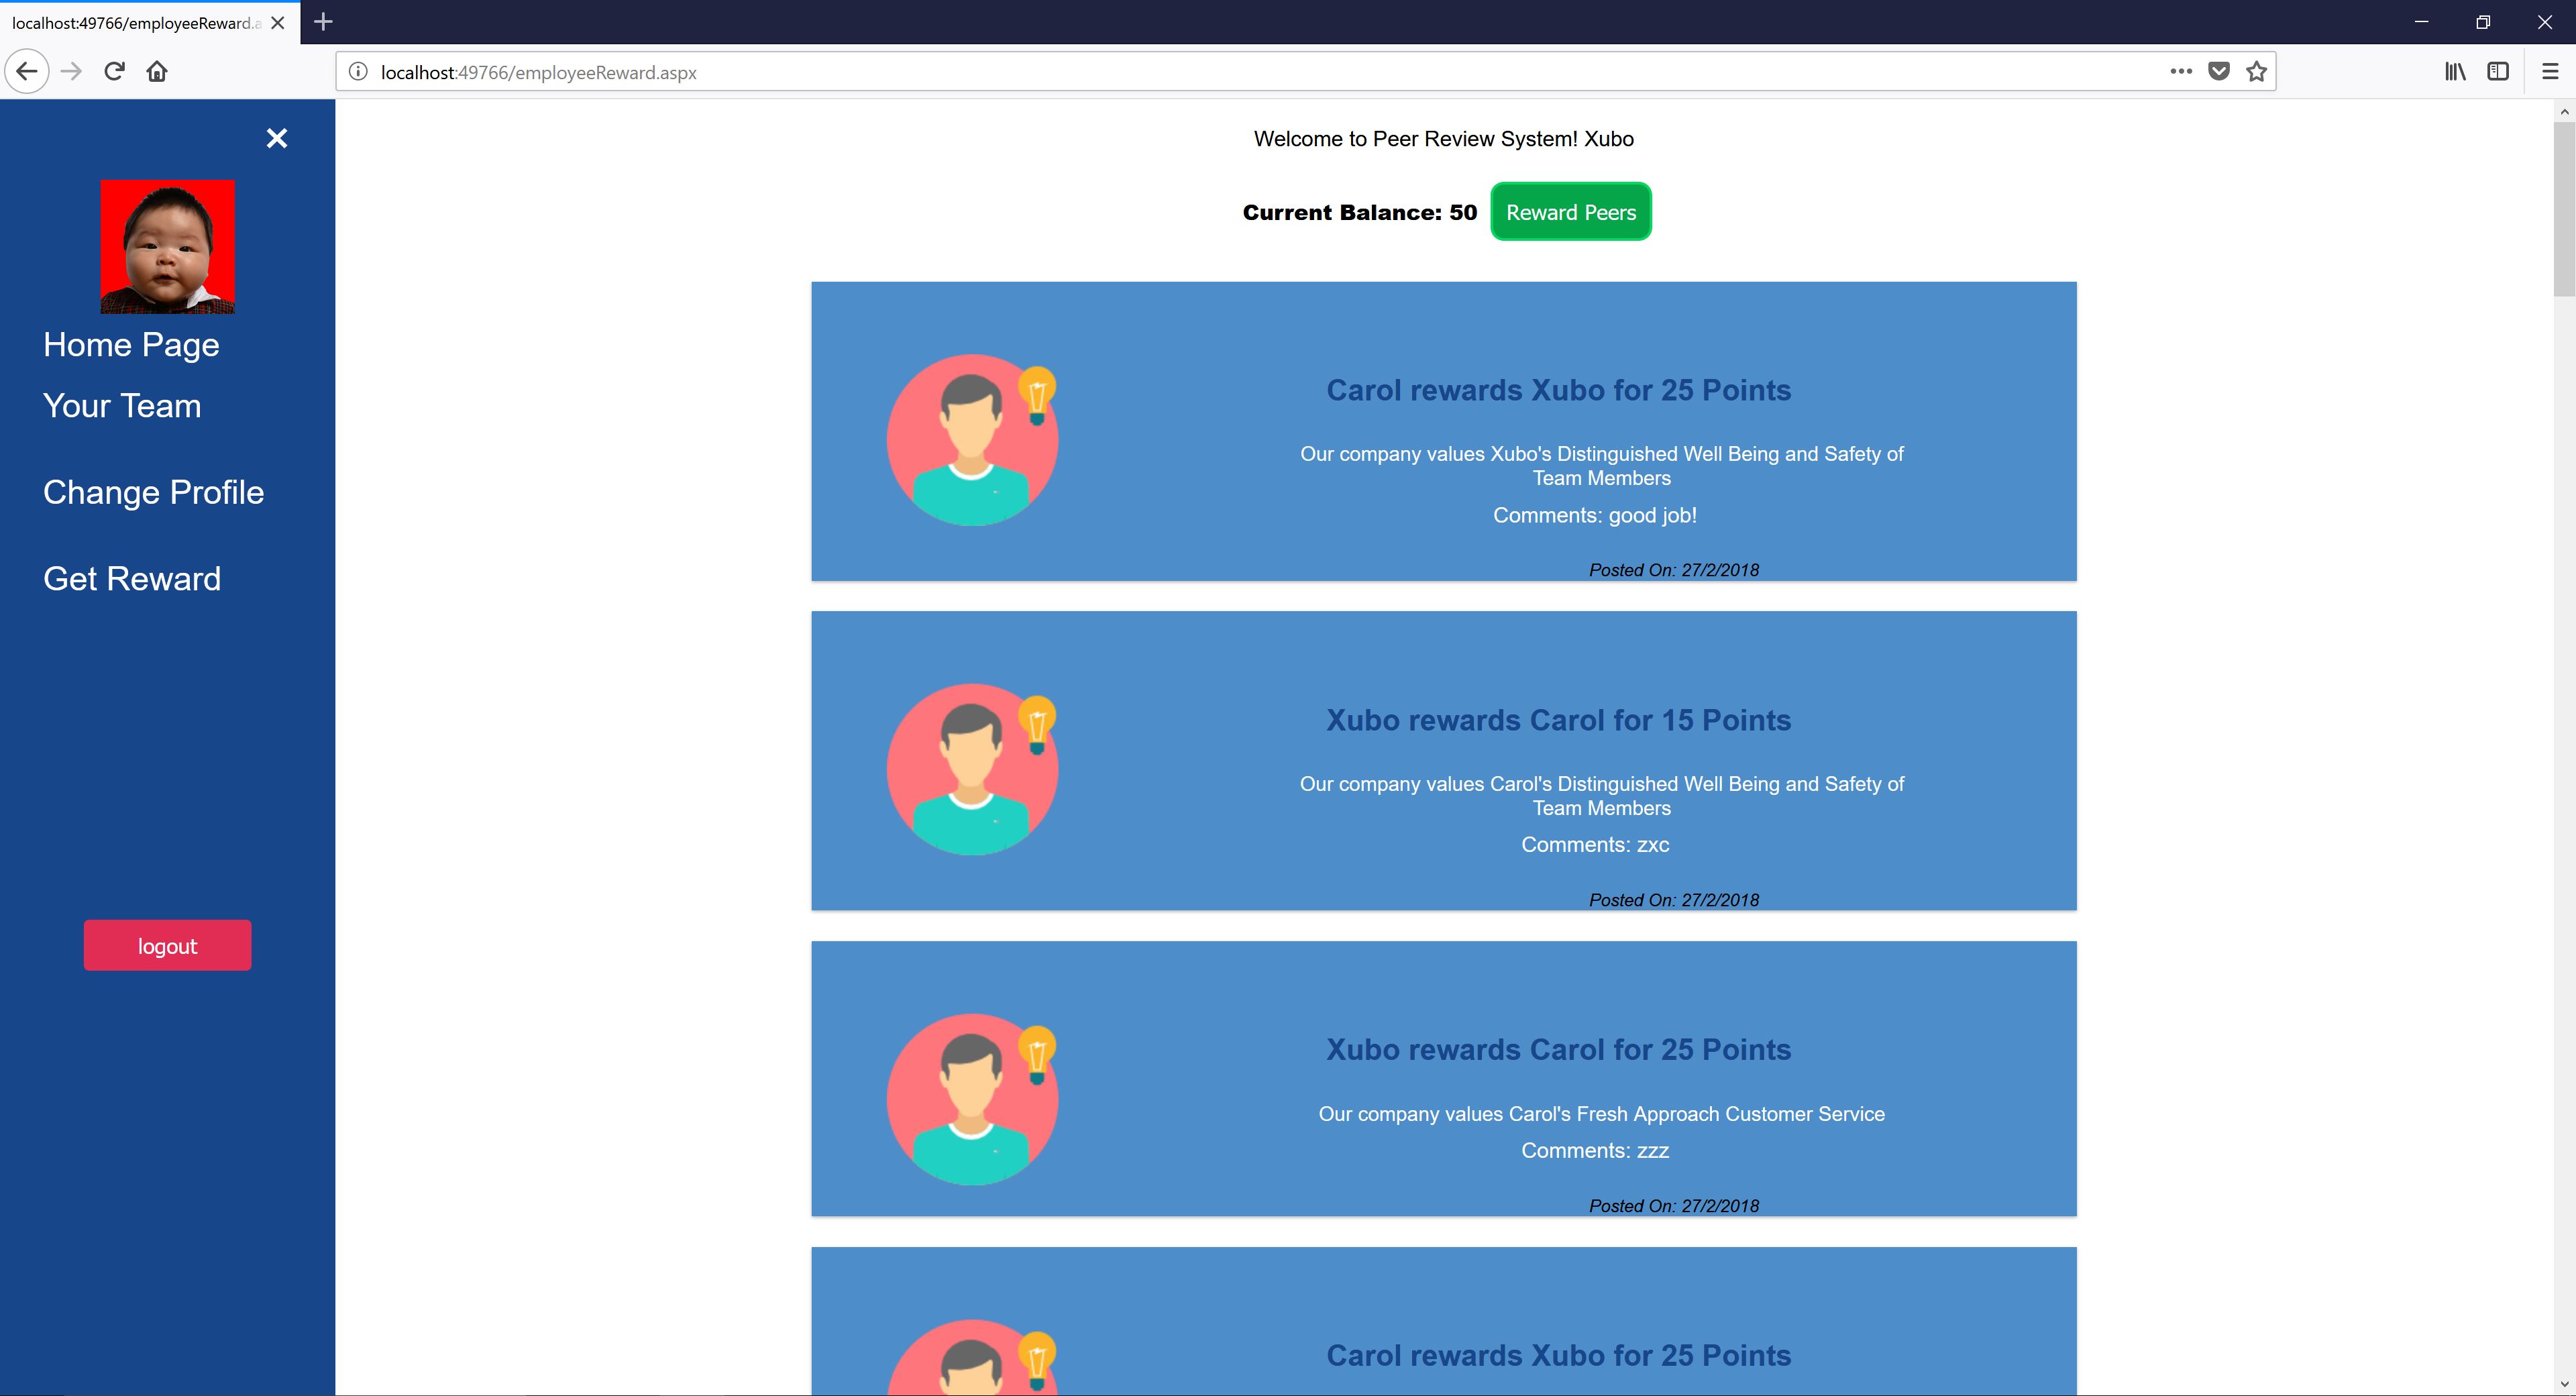 localhost:49766/employeeReward.a
localhost:49766/employeeReward.aspx
Home Page
Your Team
Change Profile
Get Reward
logout
Welcome to Peer Review System! Xubo
Current Balance: 50 Reward Peers
Carol rewards Xubo for 25 Points
Our company values Xubo's Distinguished Well Being and Safety of
Team Members
Comments: good job!
Posted On: 27/2/2018
Xubo rewards Carol for 15 Points
Our company values Carol's Distinguished Well Being and Safety of
Team Members
Comments: zxc
Posted On: 27/2/2018
Xubo rewards Carol for 25 Points
Our company values Carol's Fresh Approach Customer Service
Comments: zzz
Posted On: 27/2/2018
Carol rewards Xubo for 25 Points